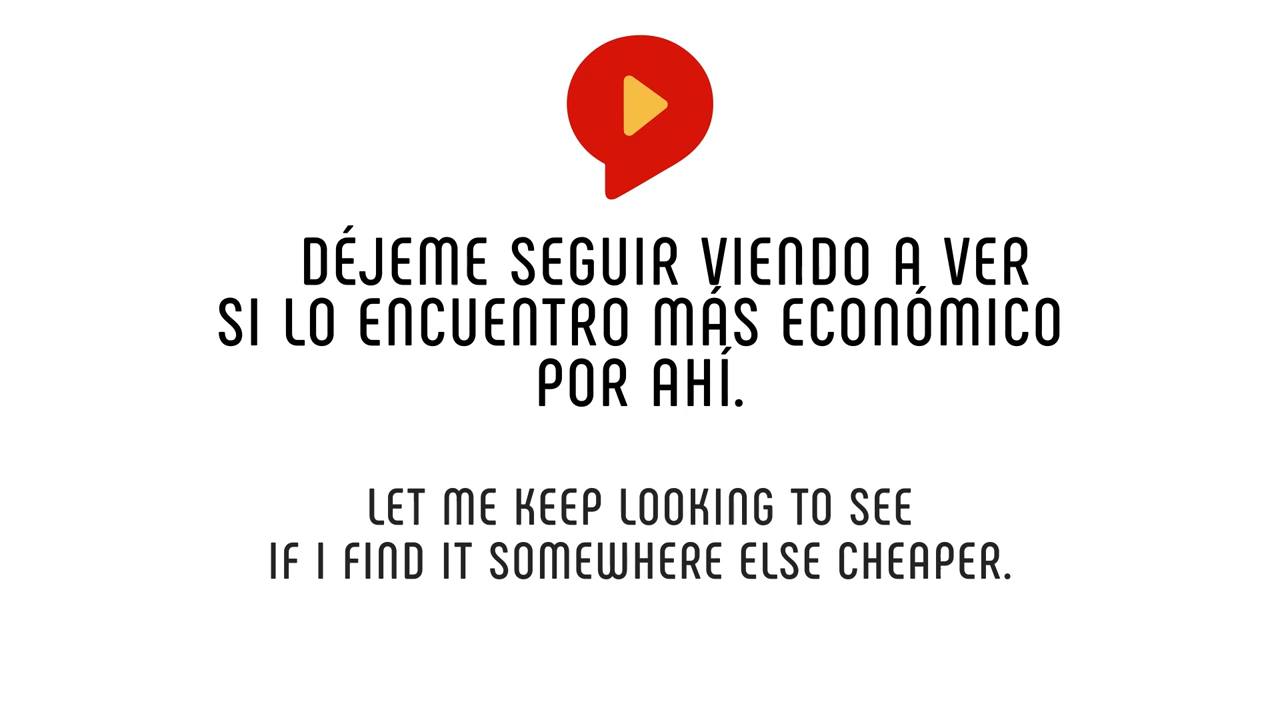 DÉJEME SEGUIR VIENDO A VER
SI LO ENCUENTRO MÁS ECONÓMICO
POR AHÍ.
LET ME KEEP LOOKING TO SEE
IF I FIND IT SOMEWHERE ELSE CHEAPER.